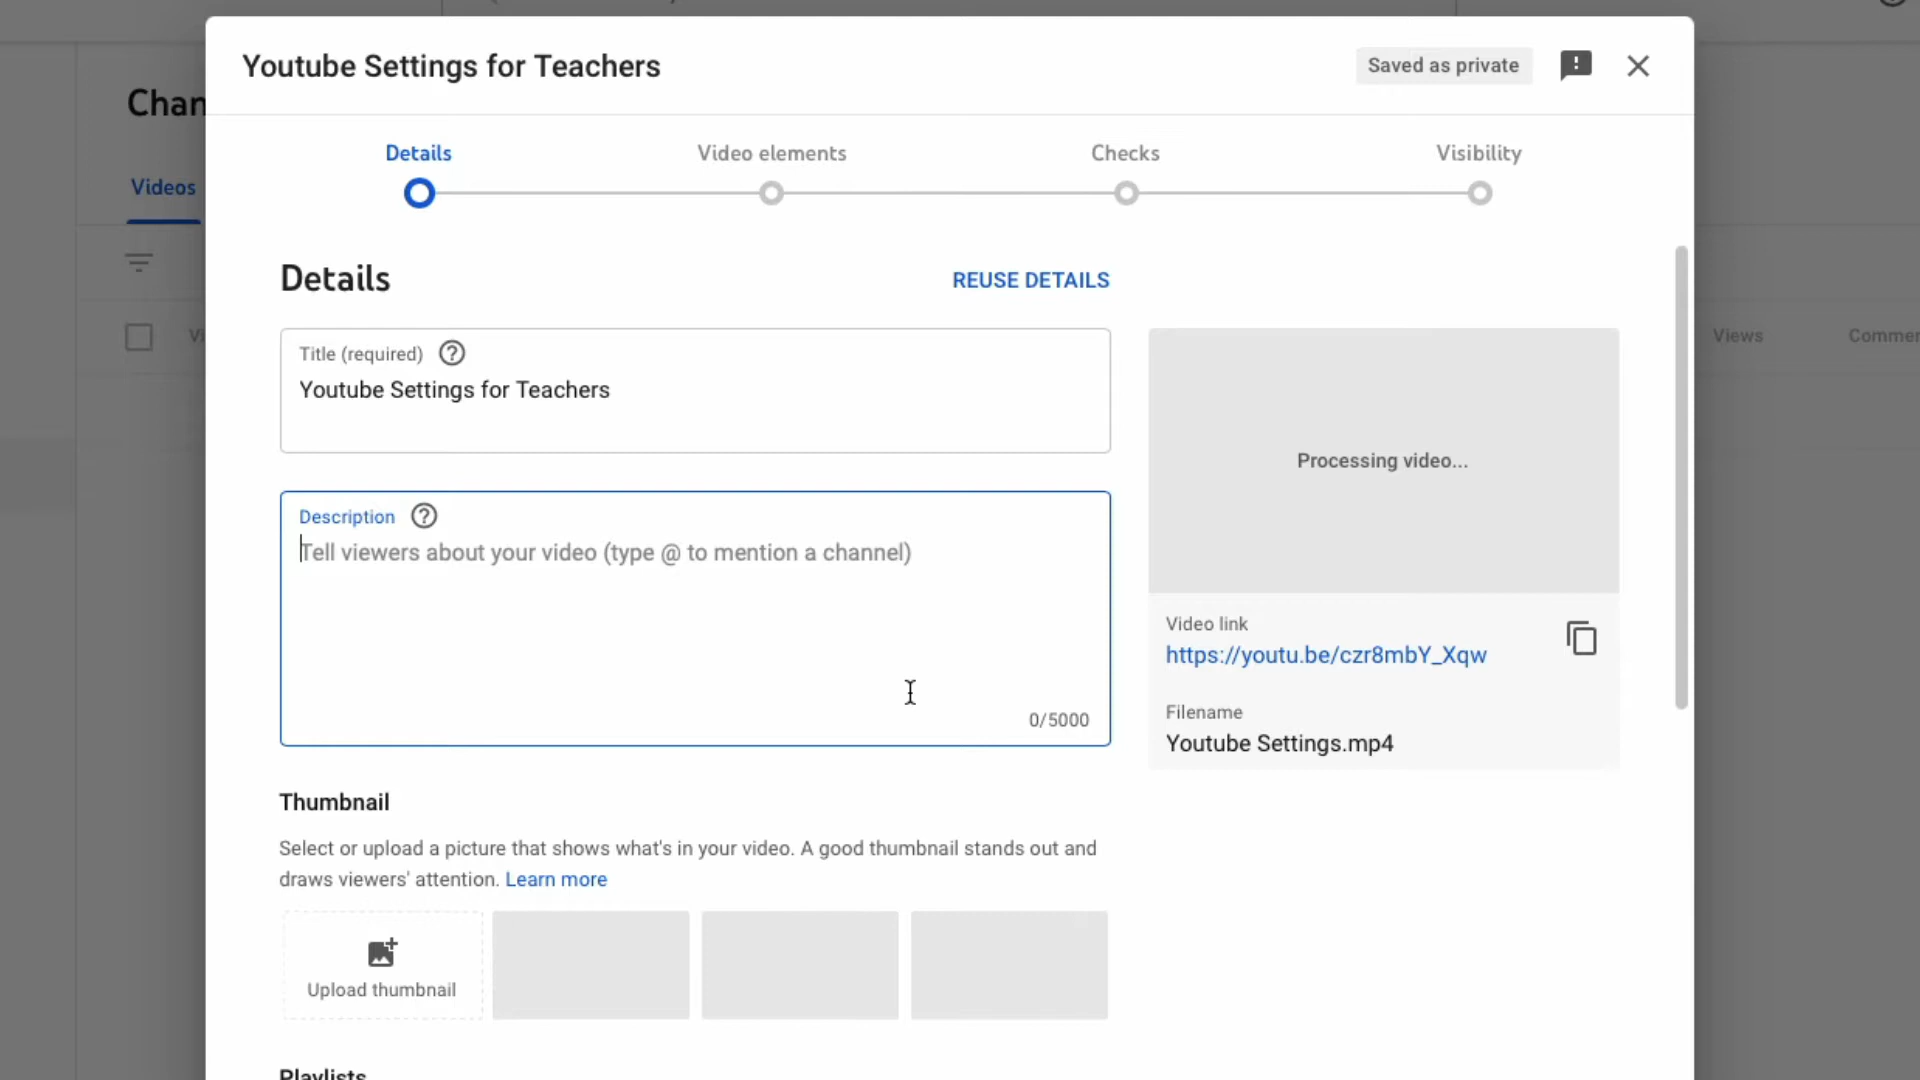 Youtube Settings for Teachers
Saved as private
Chan
Details
Video elements
Checks
Visibility
Videos
Details
REUSE DETAILS
Title (required)
Youtube Settings for Teachers
Vi
Views
Commen
Processing video...
Description
Tell viewers about your video (type @ to mention a channel)
0/5000
Video link
https://youtu.be/czr8mbY_Xqw
Filename
Youtube Settings.mp4
Thumbnail
Select or upload a picture that shows what's in your video. A good thumbnail stands out and
draws viewers' attention. Learn more
Upload thumbnail
Playlists